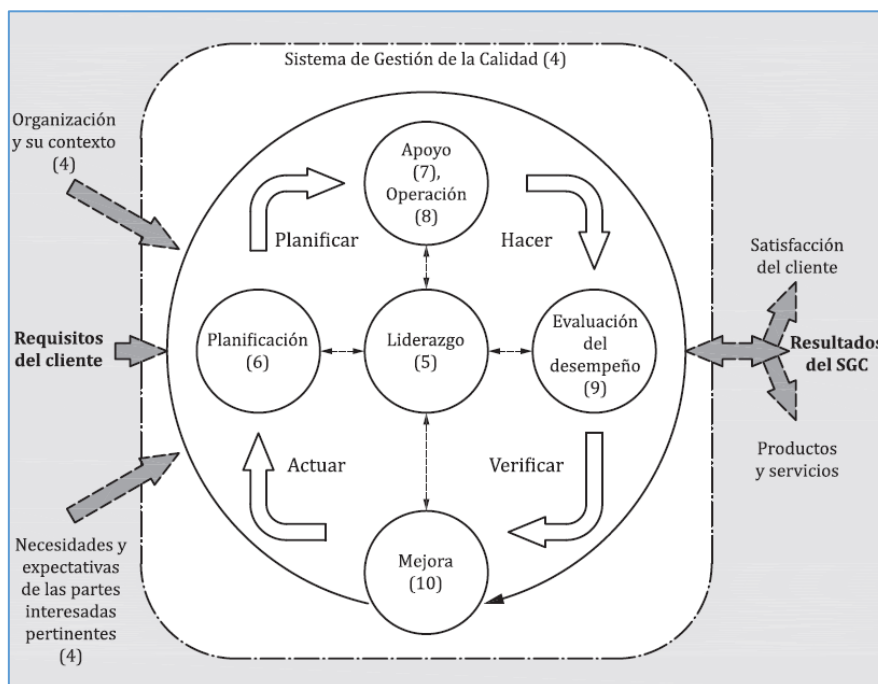 Sistema de Gestión de la Calidad (4)
Organización
y su contexto
(4)
Apoyo
(7),
Operación
(8)
Planificar
Hacer
Satisfacción
del cliente
Requisitos
del cliente
Planificación
(6)
Liderazgo
(5)
Evaluación
del
desempeño
(9)
Resultados
del SGC
Actuar
Verificar
Productos
y servicios
Necesidades y
expectativas
de las partes
interesadas
pertinentes
(4)
Mejora
(10)